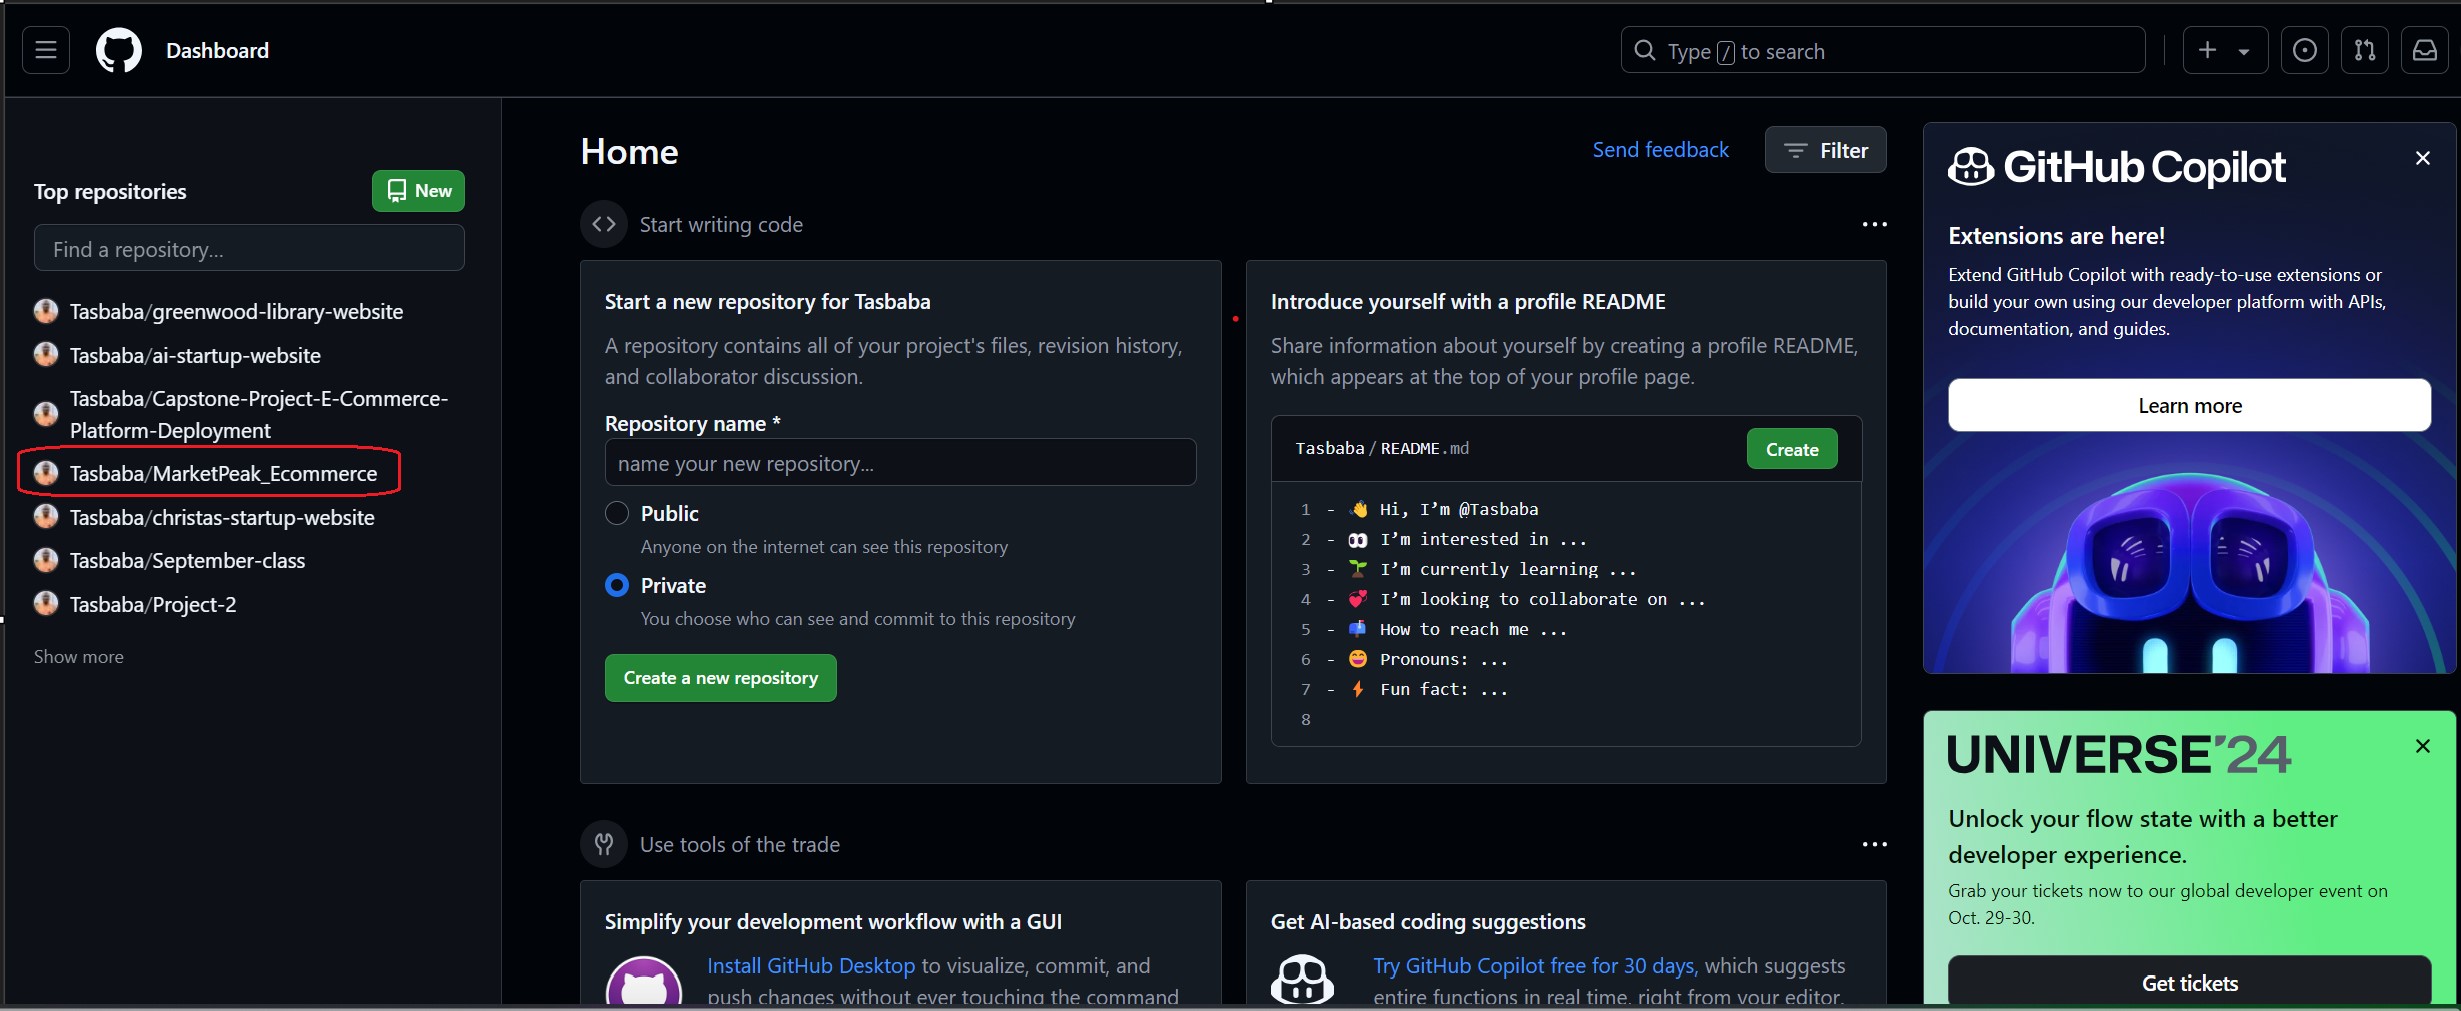 Dashboard
Type / to search
Top repositories
New
Find a repository...
Tasbaba/greenwood-library-website
Tasbaba/ai-startup-website
Tasbaba/Capstone-Project-E-Commerce-
Platform-Deployment
Tasbaba/MarketPeak_Ecommerce
Tasbaba/christas-startup-website
Tasbaba/September-class
Tasbaba/Project-2
Show more
Home
Send feedback
Filter
Start writing code
Start a new repository for Tasbaba
A repository contains all of your project's files, revision history,
and collaborator discussion.
Repository name *
name your new repository...
Public
Anyone on the internet can see this repository
Private
You choose who can see and commit to this repository
Create a new repository
Introduce yourself with a profile README
Share information about yourself by creating a profile README,
which appears at the top of your profile page.
Tasbaba / README.md
Create
1 - 👋 Hi, I’m @Tasbaba
2 - 👀 I’m interested in ...
3 - 🌱 I’m currently learning ...
4 - 💞️ I’m looking to collaborate on ...
5 - 📫 How to reach me ...
6 - 😄 Pronouns: ...
7 - ⚡ Fun fact: ...
8
Use tools of the trade
Simplify your development workflow with a GUI
Install GitHub Desktop to visualize, commit, and
push changes without ever touching the command
Get AI-based coding suggestions
Try GitHub Copilot free for 30 days, which suggests
entire functions in real time, right from your editor.
GitHub Copilot
Extensions are here!
Extend GitHub Copilot with ready-to-use extensions or
build your own using our developer platform with APIs,
documentation, and guides.
Learn more
UNIVERSE'24
Unlock your flow state with a better
developer experience.
Grab your tickets now to our global developer event on
Oct. 29-30.
Get tickets